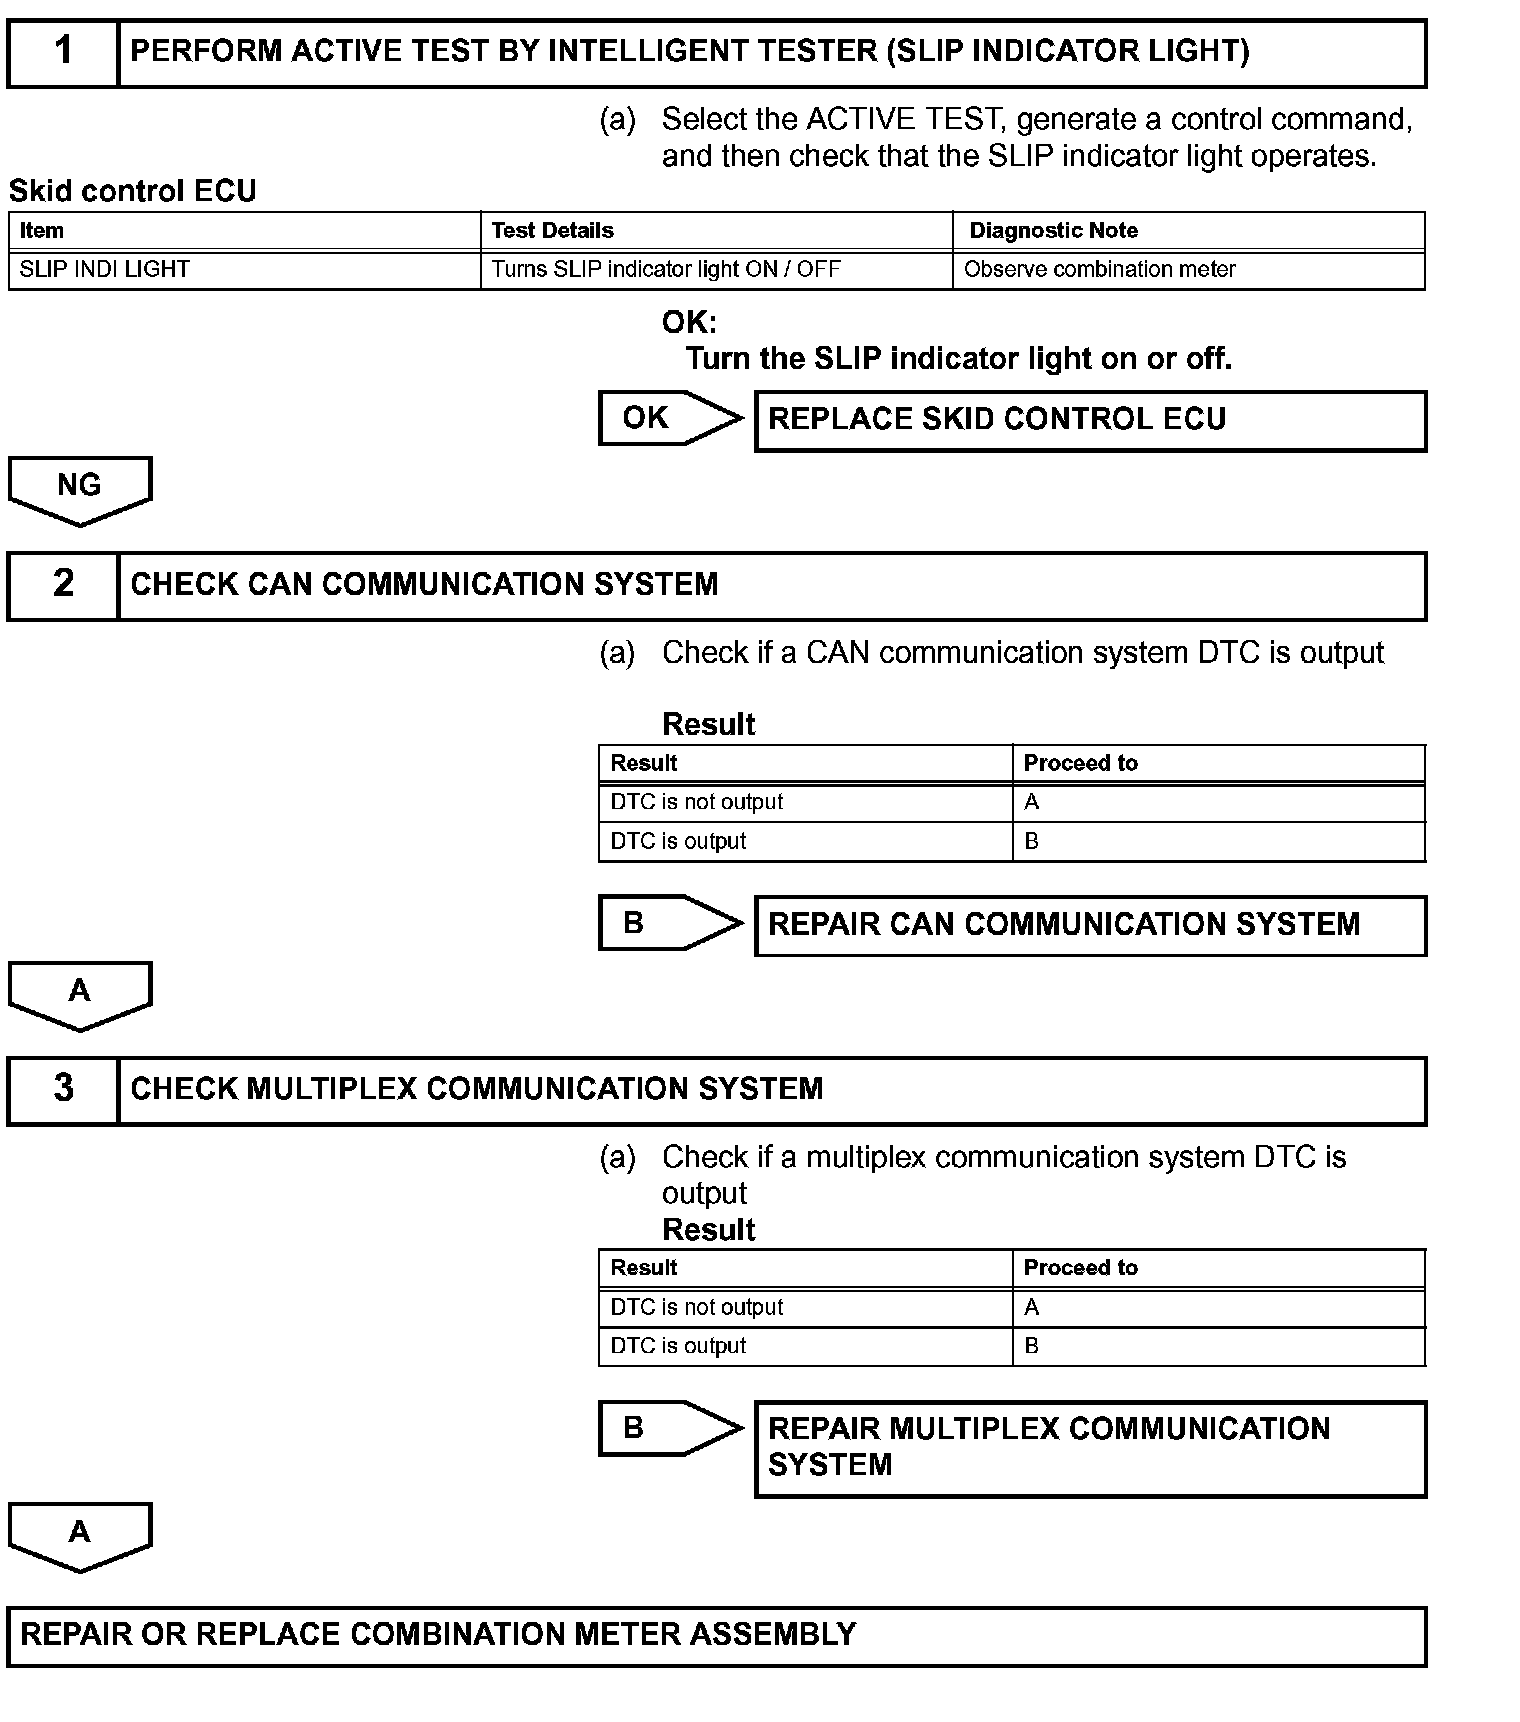 1
PERFORM ACTIVE TEST BY INTELLIGENT TESTER (SLIP INDICATOR LIGHT)
(a) Select the ACTIVE TEST, generate a control command,
and then check that the SLIP indicator light operates.
Skid control ECU
Item Test Details Diagnostic Note
SLIP INDI LIGHT Turns SLIP indicator light ON / OFF Observe combination meter
OK:
Turn the SLIP indicator light on or off.
OK
REPLACE SKID CONTROL ECU
NG
2
CHECK CAN COMMUNICATION SYSTEM
(a) Check if a CAN communication system DTC is output
Result
Result Proceed to
DTC is not output A
DTC is output B
B
REPAIR CAN COMMUNICATION SYSTEM
A
3
CHECK MULTIPLEX COMMUNICATION SYSTEM
(a) Check if a multiplex communication system DTC is
output
Result
Result Proceed to
DTC is not output A
DTC is output B
B
REPAIR MULTIPLEX COMMUNICATION
SYSTEM
A
REPAIR OR REPLACE COMBINATION METER ASSEMBLY